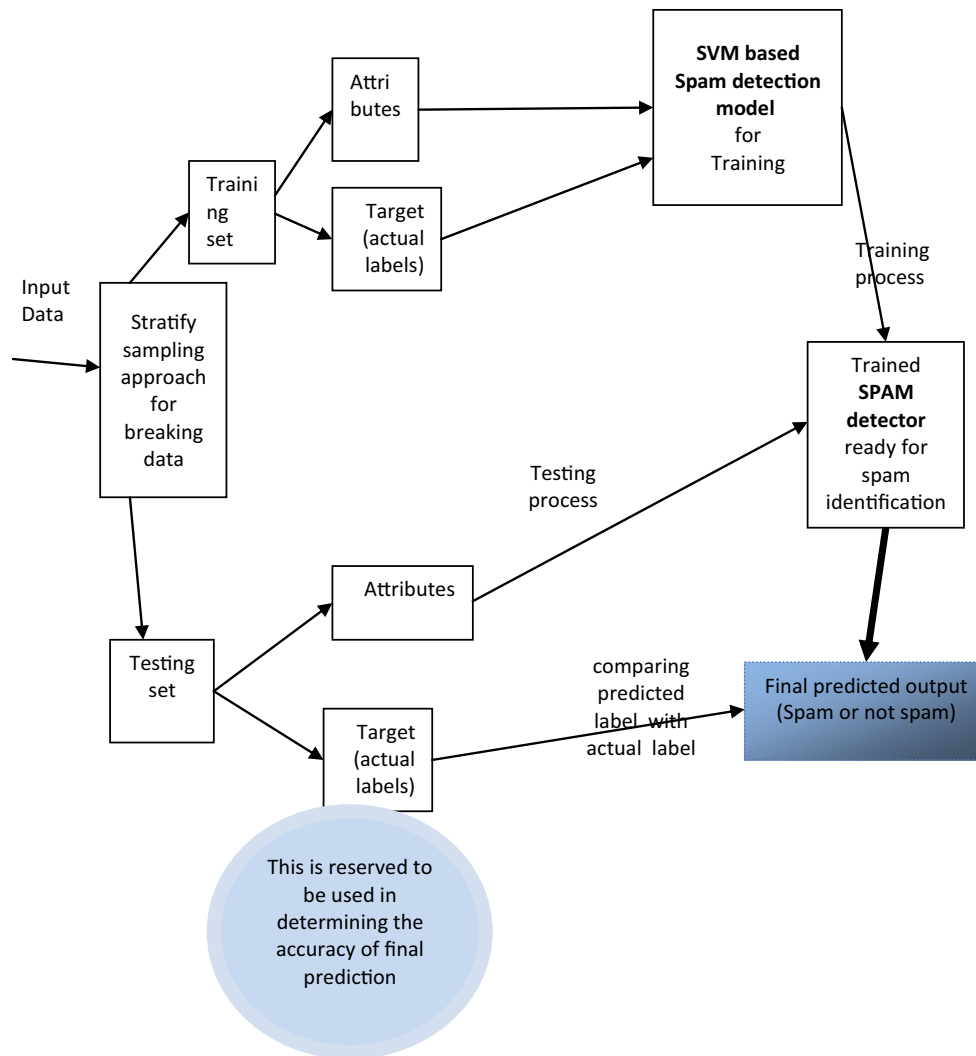 SVM based
Spam detection
model
for
Training
Attri
butes
Traini
ng
set
Target
(actual
labels)
Training
process
Input
Data
Stratify
sampling
approach
for
breaking
data
Trained
SPAM
detector
ready for
spam
identification
Testing
process
Attributes
Testing
set
comparing
predicted
label with
actual label
Final predicted output
(Spam or not spam)
Target
(actual
labels)
This is reserved to
be used in
determining the
accuracy of final
prediction